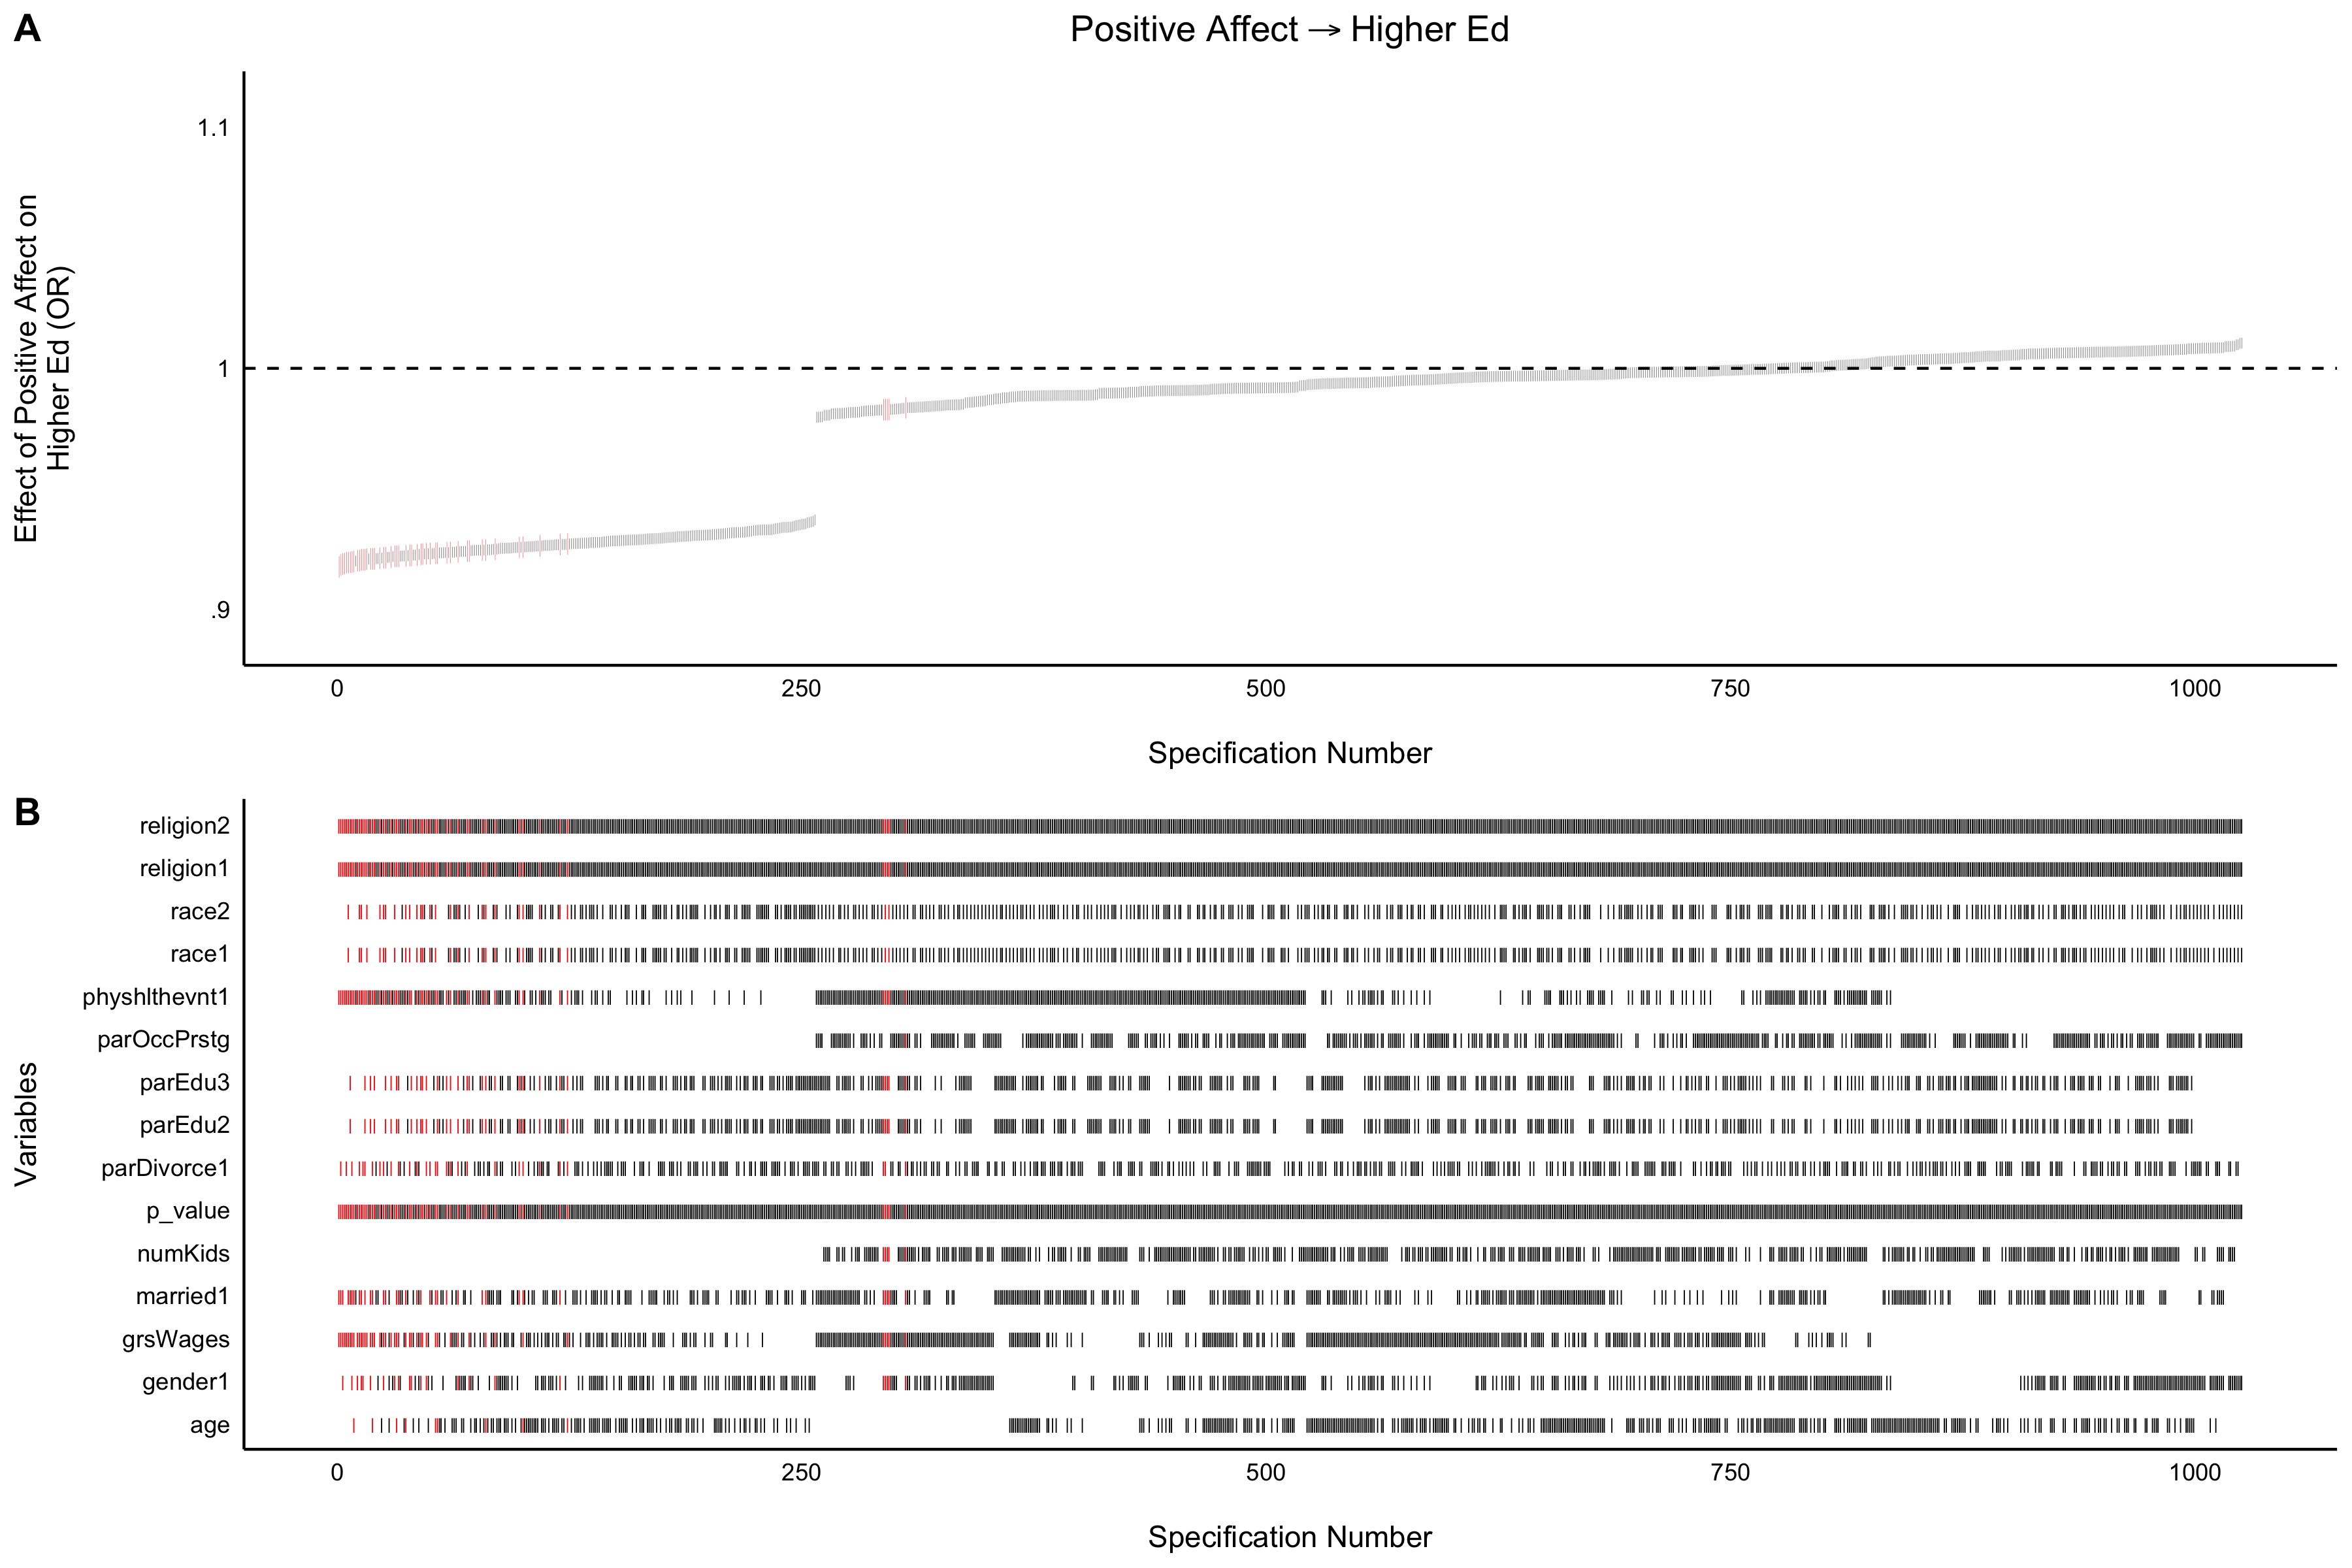 A
Positive Affect → Higher Ed
Effect of Positive Affect on
Higher Ed (OR)
1.1
1
.9
0 250 500 750 1000
Specification Number
B
Variables
religion2
religion1
race2
race1
physhlthevnt1
parOccPrstg
parEdu3
parEdu2
parDivorce1
p_value
numKids
married1
grsWages
gender1
age
0 250 500 750 1000
Specification Number